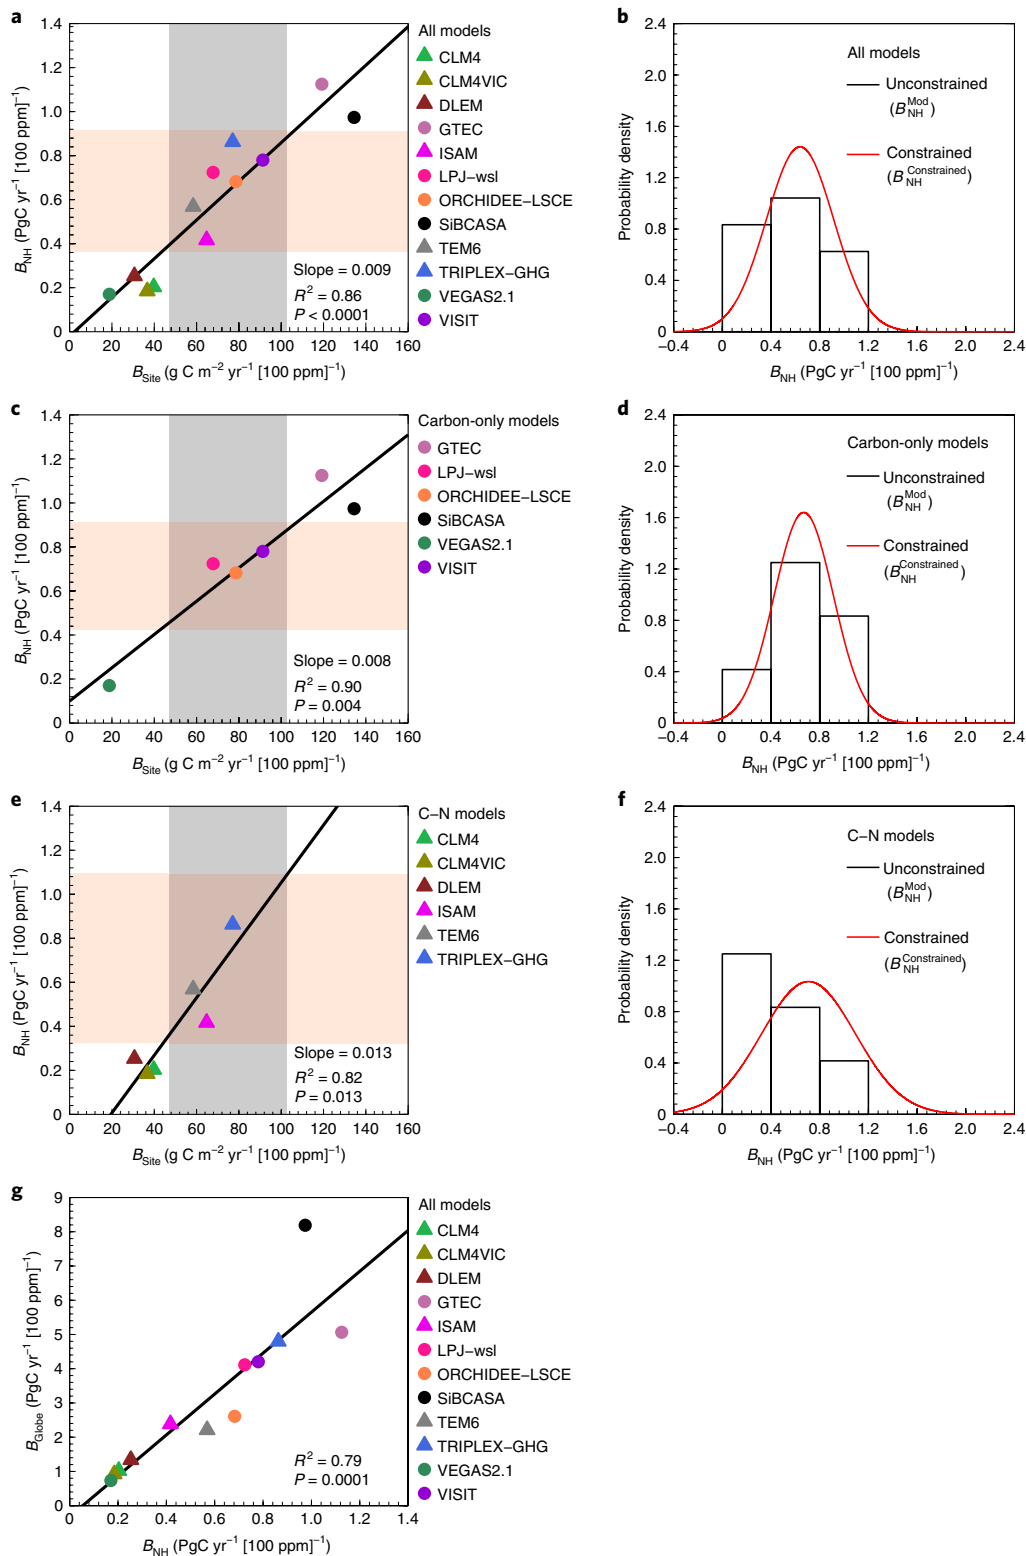 a
1.4
1.2
1.0
0.8
0.6
0.4
0.2
0
0 20 40 60 80 100 120 140 160
B_NH (PgC yr⁻¹ [100 ppm]⁻¹)
B_Site (g C m⁻² yr⁻¹ [100 ppm]⁻¹)
Slope = 0.009
R² = 0.86
P < 0.0001
All models
CLM4
CLM4VIC
DLEM
GTEC
ISAM
LPJ–wsl
ORCHIDEE–LSCE
SiBCASA
TEM6
TRIPLEX–GHG
VEGAS2.1
VISIT
b
2.4
2.0
1.6
1.2
0.8
0.4
0
−0.4 0 0.4 0.8 1.2 1.6 2.0 2.4
Probability density
B_NH (PgC yr⁻¹ [100 ppm]⁻¹)
All models
Unconstrained
(B_NH^Mod)
Constrained
(B_NH^Constrained)
c
1.4
1.2
1.0
0.8
0.6
0.4
0.2
0
0 20 40 60 80 100 120 140 160
B_NH (PgC yr⁻¹ [100 ppm]⁻¹)
B_Site (g C m⁻² yr⁻¹ [100 ppm]⁻¹)
Slope = 0.008
R² = 0.90
P = 0.004
Carbon-only models
GTEC
LPJ–wsl
ORCHIDEE–LSCE
SiBCASA
VEGAS2.1
VISIT
d
2.4
2.0
1.6
1.2
0.8
0.4
0
−0.4 0 0.4 0.8 1.2 1.6 2.0 2.4
Probability density
B_NH (PgC yr⁻¹ [100 ppm]⁻¹)
Carbon-only models
Unconstrained
(B_NH^Mod)
Constrained
(B_NH^Constrained)
e
1.4
1.2
1.0
0.8
0.6
0.4
0.2
0
0 20 40 60 80 100 120 140 160
B_NH (PgC yr⁻¹ [100 ppm]⁻¹)
B_Site (g C m⁻² yr⁻¹ [100 ppm]⁻¹)
Slope = 0.013
R² = 0.82
P = 0.013
C–N models
CLM4
CLM4VIC
DLEM
ISAM
TEM6
TRIPLEX–GHG
f
2.4
2.0
1.6
1.2
0.8
0.4
0
−0.4 0 0.4 0.8 1.2 1.6 2.0 2.4
Probability density
B_NH (PgC yr⁻¹ [100 ppm]⁻¹)
C–N models
Unconstrained
(B_NH^Mod)
Constrained
(B_NH^Constrained)
g
9
8
7
6
5
4
3
2
1
0
0 0.2 0.4 0.6 0.8 1.0 1.2 1.4
B_Globe (PgC yr⁻¹ [100 ppm]⁻¹)
B_NH (PgC yr⁻¹ [100 ppm]⁻¹)
R² = 0.79
P = 0.0001
All models
CLM4
CLM4VIC
DLEM
GTEC
ISAM
LPJ–wsl
ORCHIDEE–LSCE
SiBCASA
TEM6
TRIPLEX–GHG
VEGAS2.1
VISIT